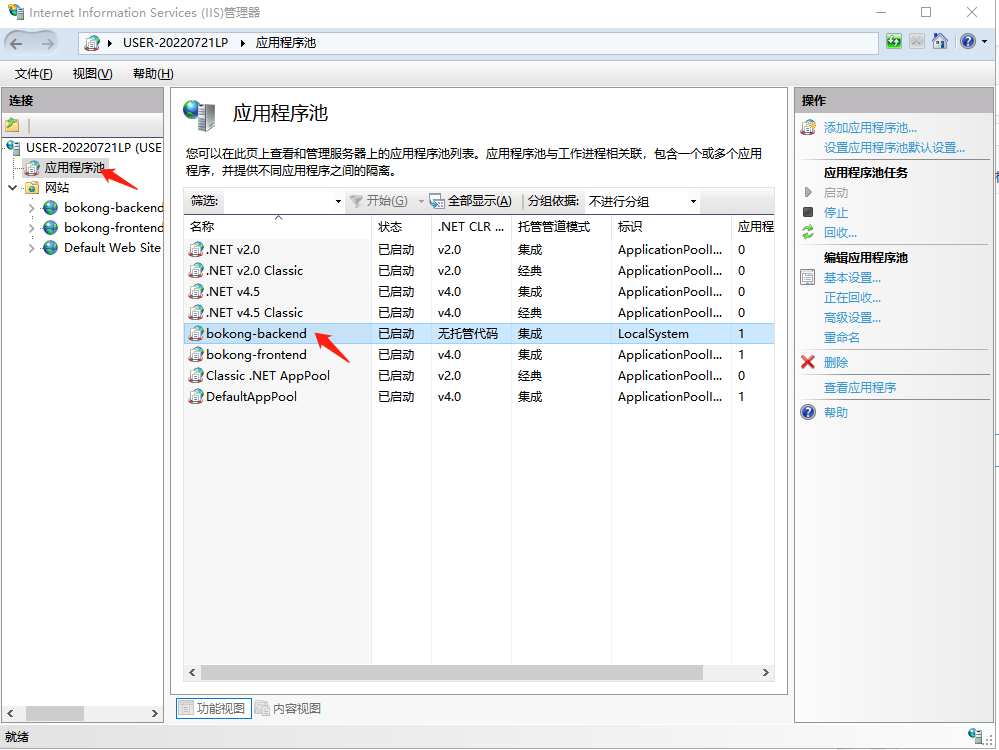 Internet Information Services (IIS)管理器
USER-20220721LP 应用程序池
文件(F) 视图(V) 帮助(H)
连接
USER-20220721LP (USE
应用程序池
网站
bokong-backend
bokong-frontend
Default Web Site
应用程序池
您可以在此页上查看和管理服务器上的应用程序池列表。应用程序池与工作进程相关联，包含一个或多个应用
程序，并提供不同应用程序之间的隔离。
筛选: 开始(G) 全部显示(A) 分组依据: 不进行分组
名称 状态 .NET CLR ... 托管管道模式 标识 应用程
.NET v2.0 已启动 v2.0 集成 ApplicationPoolI... 0
.NET v2.0 Classic 已启动 v2.0 经典 ApplicationPoolI... 0
.NET v4.5 已启动 v4.0 集成 ApplicationPoolI... 0
.NET v4.5 Classic 已启动 v4.0 经典 ApplicationPoolI... 0
bokong-backend 已启动 无托管代码 集成 LocalSystem 1
bokong-frontend 已启动 v4.0 集成 ApplicationPoolI... 1
Classic .NET AppPool 已启动 v2.0 经典 ApplicationPoolI... 0
DefaultAppPool 已启动 v4.0 集成 ApplicationPoolI... 1
功能视图 内容视图
操作
添加应用程序池...
设置应用程序池默认设置...
应用程序池任务
启动
停止
回收...
编辑应用程序池
基本设置...
正在回收...
高级设置...
重命名
删除
查看应用程序
帮助
就绪